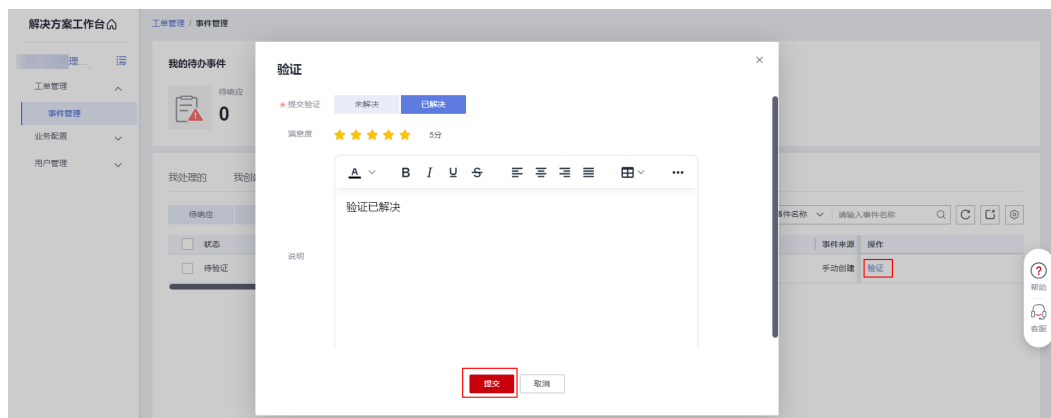 解决方案工作台
工单管理 / 事件管理
理...
工单管理
事件管理
业务配置
用户管理
我的待办事件
待响应
0
我处理的 我创
待响应
事件名称 请输入事件名称
状态
事件来源 操作
待验证
手动创建 验证
验证
* 提交验证 未解决 已解决
满意度 5分
A B I U S ...
验证已解决
说明
提交 取消
帮助
客服